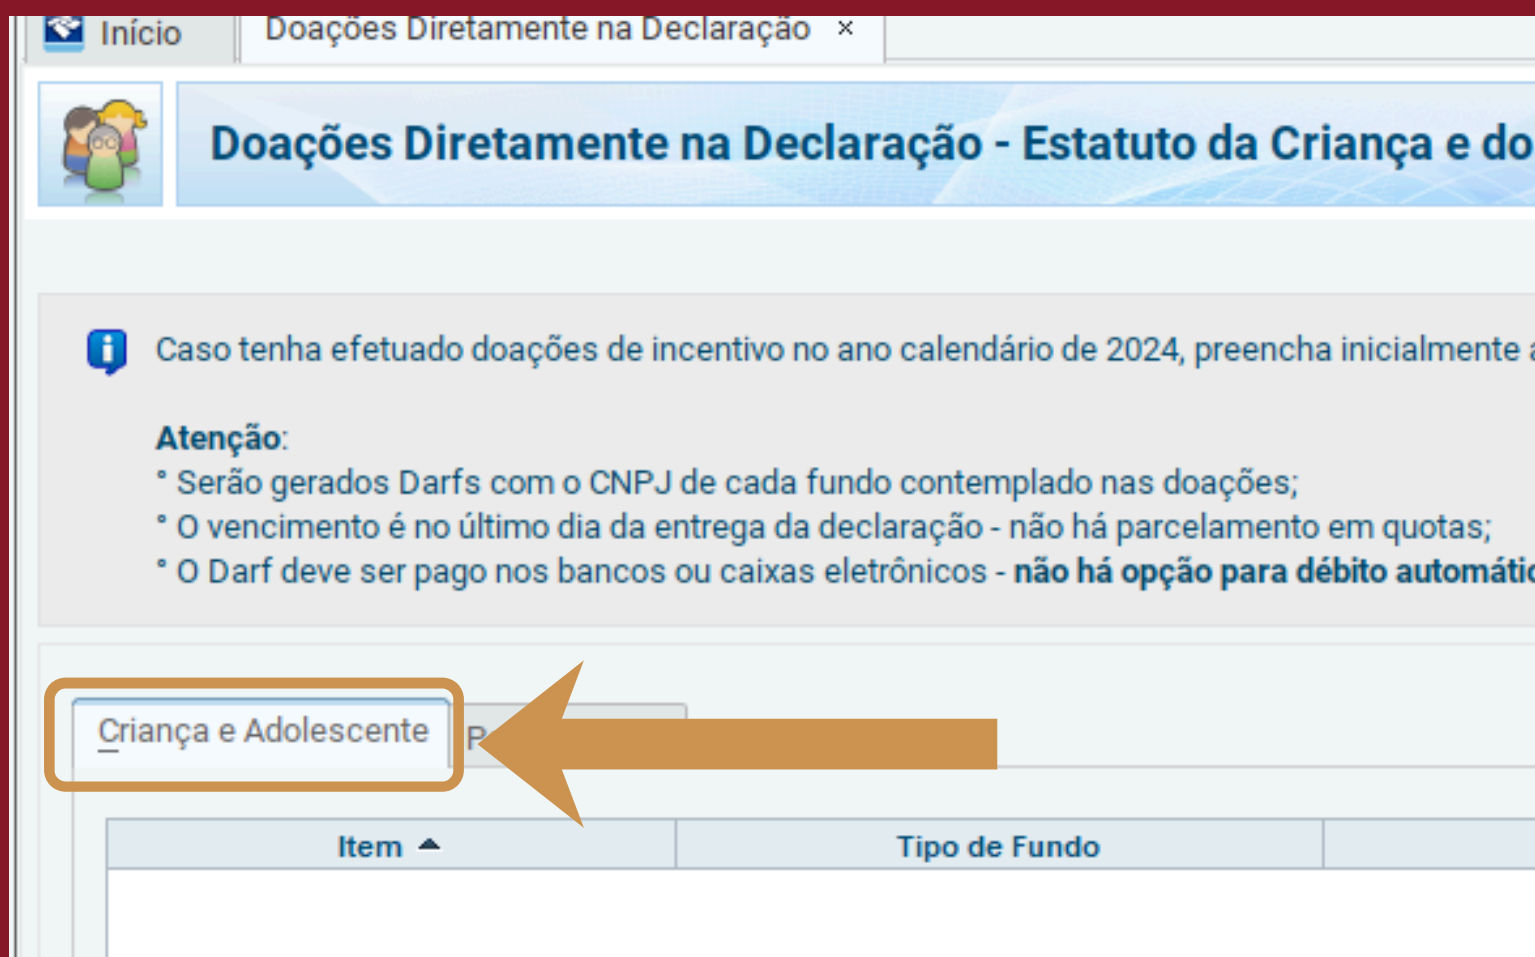 Início
Doações Diretamente na Declaração ×
Doações Diretamente na Declaração - Estatuto da Criança e do
Caso tenha efetuado doações de incentivo no ano calendário de 2024, preencha inicialmente
Atenção:
° Serão gerados Darfs com o CNPJ de cada fundo contemplado nas doações;
° O vencimento é no último dia da entrega da declaração - não há parcelamento em quotas;
° O Darf deve ser pago nos bancos ou caixas eletrônicos - não há opção para débito
Criança e Adolescente
Item
Tipo de Fundo